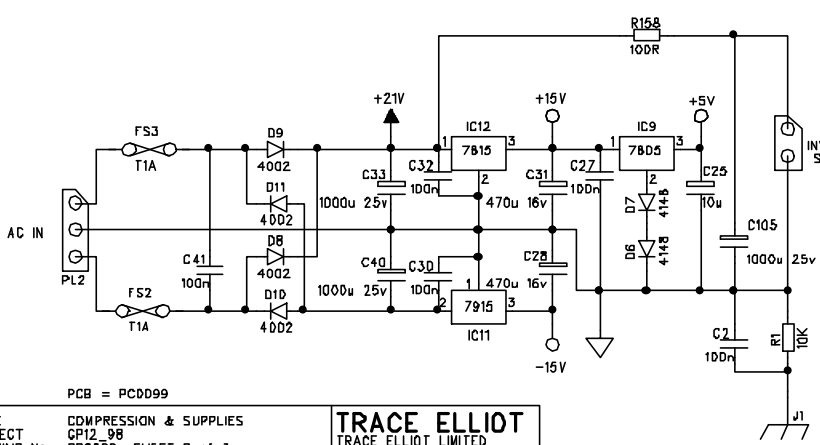 R158
100R
+21V
+15V
+5V
IC12
IC9
FS3
D9
1
7815
3
1
7805
3
IN
S
T1A
4002
C33
C32
100n
2
C31
C27
100n
2
C25
D11
1000u
25v
470u
16v
D7
4148
10u
4002
AC IN
D8
C40
C30
C28
D6
4148
C105
C41
4002
1000u
25v
100n
470u
16v
1000u 25v
PL2
100n
FS2
D10
1
2
7915
3
C2
R1
10K
T1A
4002
IC11
100n
-15V
PCB = PCDD99
COMPRESSION & SUPPLIES
ECT
GP12_98
TRACE ELLIOT
TRACE ELLIOT LIMITED
J1